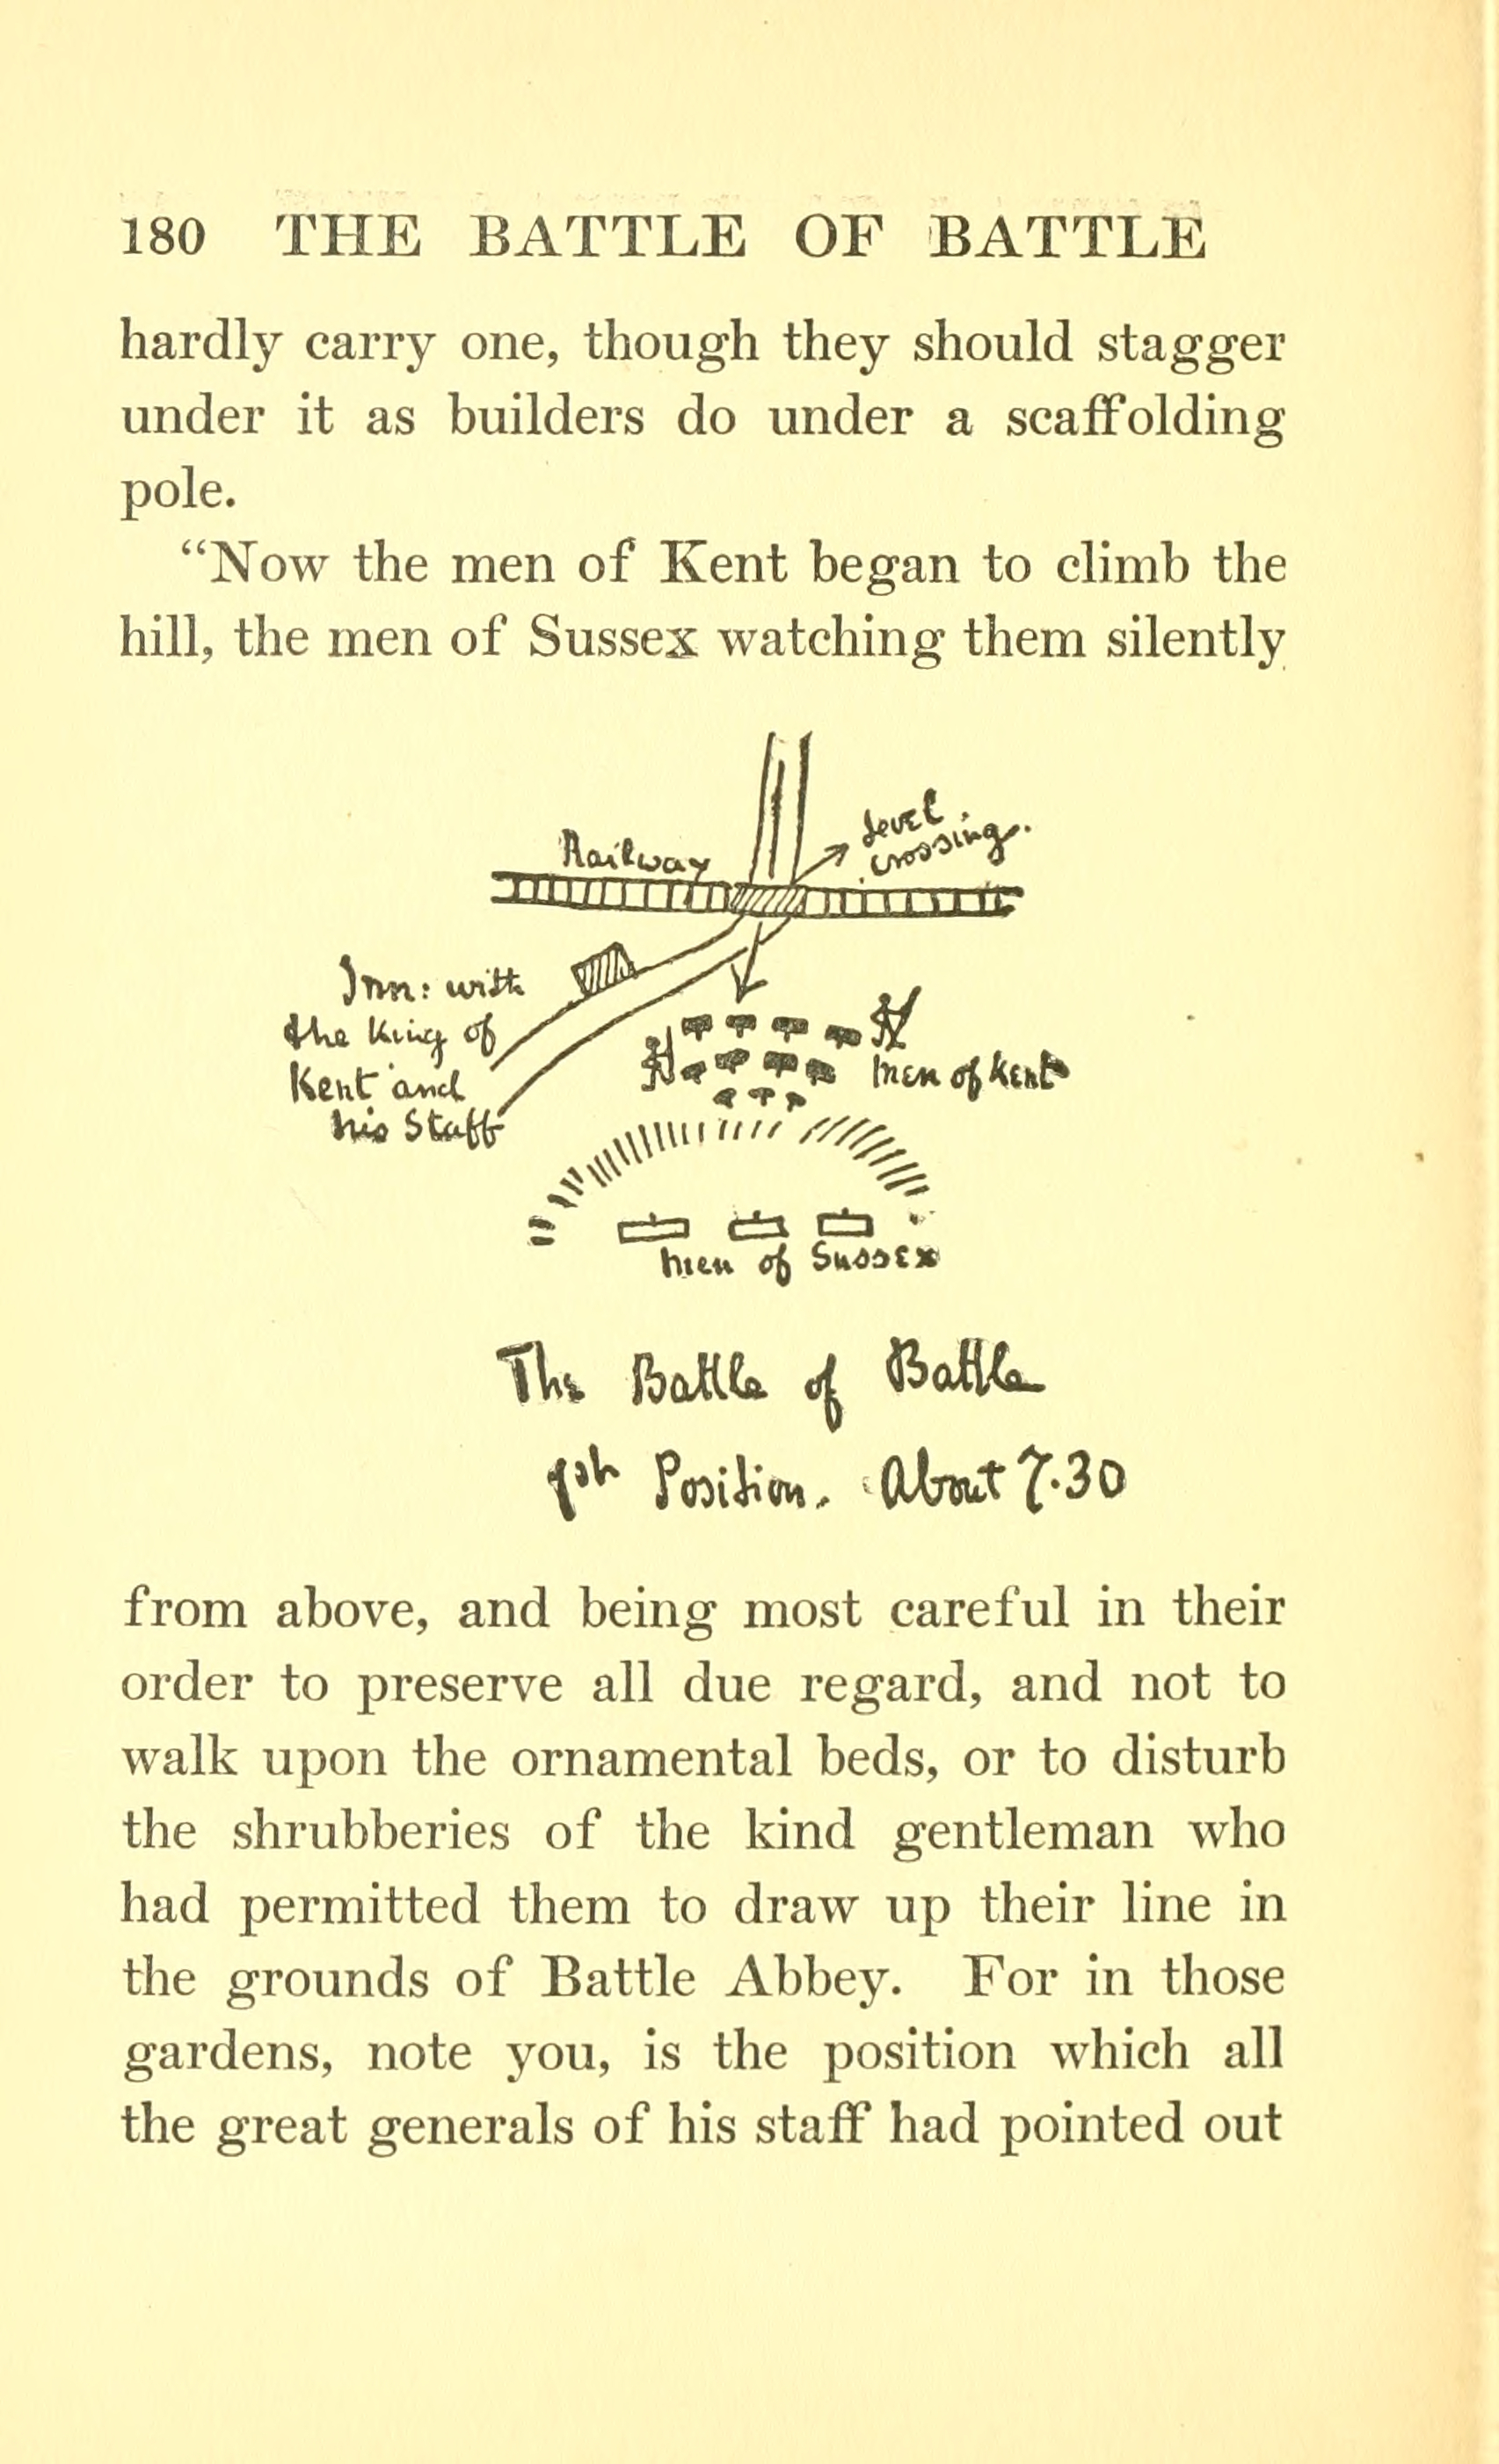 180 THE BATTLE OF BATTLE
hardly carry one, though they should stagger
under it as builders do under a scaffolding
pole.
“Now the men of Kent began to climb the
hill, the men of Sussex watching them silently
Level
crossing.
Railway
Inn: with
the King of
Kent and
his Staff
Men of Kent
Men of Sussex
The Battle of Battle
Position. About 7.30
from above, and being most careful in their
order to preserve all due regard, and not to
walk upon the ornamental beds, or to disturb
the shrubberies of the kind gentleman who
had permitted them to draw up their line in
the grounds of Battle Abbey. For in those
gardens, note you, is the position which all
the great generals of his staff had pointed out